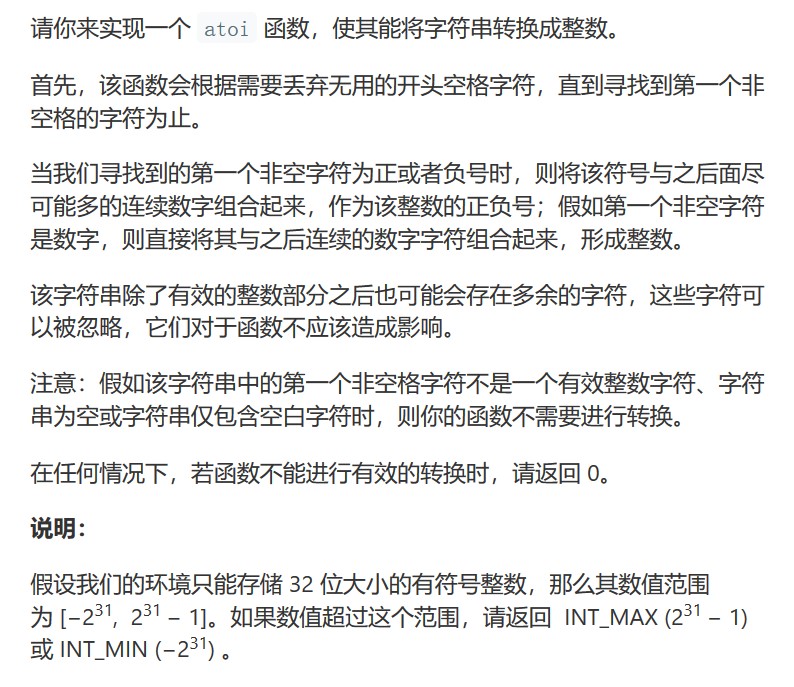 请你来实现一个 atoi 函数，使其能将字符串转换成整数。
首先，该函数会根据需要丢弃无用的开头空格字符，直到寻找到第一个非
空格的字符为止。
当我们寻找到的第一个非空字符为正或者负号时，则将该符号与之后面尽
可能多的连续数字组合起来，作为该整数的正负号；假如第一个非空字符
是数字，则直接将其与之后连续的数字字符组合起来，形成整数。
该字符串除了有效的整数部分之后也可能会存在多余的字符，这些字符可
以被忽略，它们对于函数不应该造成影响。
注意：假如该字符串中的第一个非空格字符不是一个有效整数字符、字符
串为空或字符串仅包含空白字符时，则你的函数不需要进行转换。
在任何情况下，若函数不能进行有效的转换时，请返回 0。
说明：
假设我们的环境只能存储 32 位大小的有符号整数，那么其数值范围
为 [−2³¹, 2³¹ − 1]。如果数值超过这个范围，请返回 INT_MAX (2³¹ − 1)
或 INT_MIN (−2³¹) 。